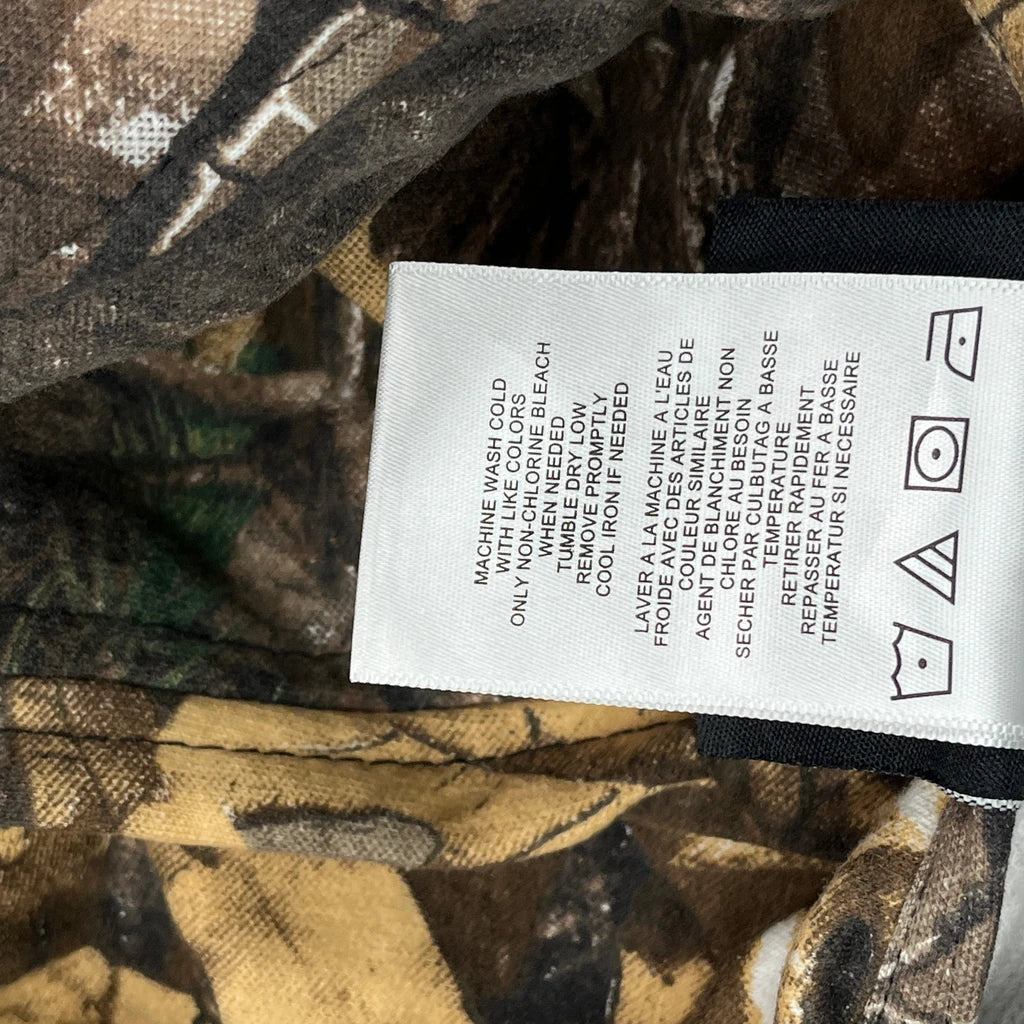 MACHINE WASH COLD
WITH LIKE COLORS
ONLY NON-CHLORINE BLEACH
WHEN NEEDED
TUMBLE DRY LOW
REMOVE PROMPTLY
COOL IRON IF NEEDED
LAVER A LA MACHINE A L'EAU
FROIDE AVEC DES ARTICLES DE
COULEUR SIMILAIRE
AGENT DE BLANCHIMENT NON
CHLORE AU BESOIN
SECHER PAR CULBUTAG A BASSE
TEMPERATURE
RETIRER RAPIDEMENT
REPASSER AU FER A BASSE
TEMPERATUR SI NECESSAIRE